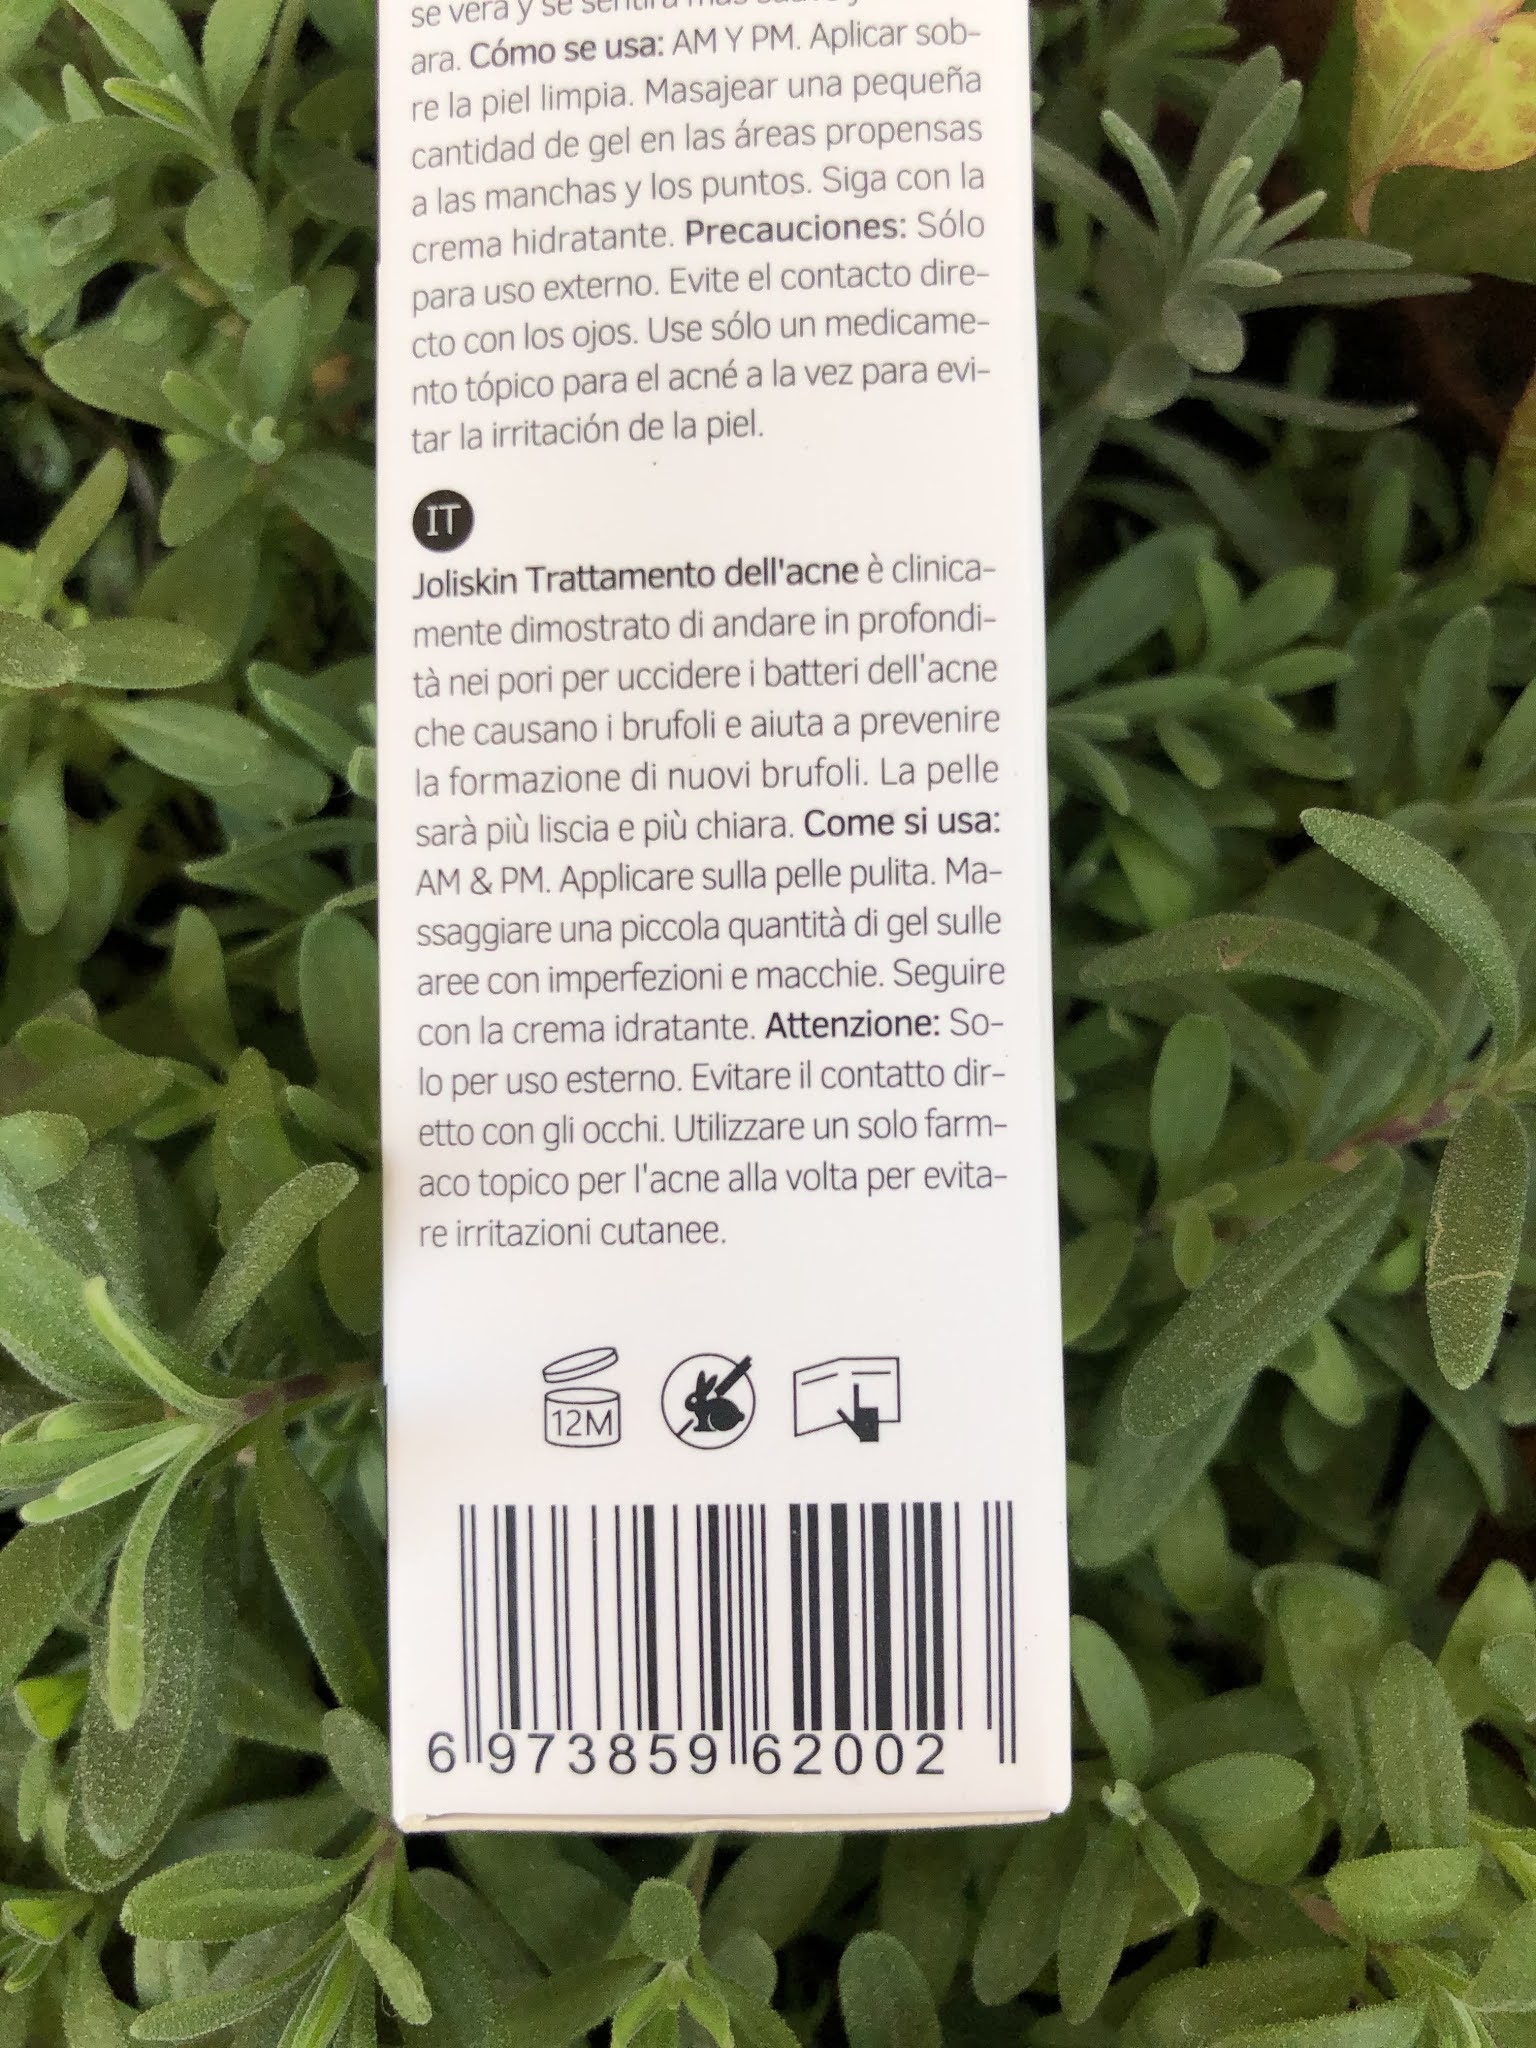 se verá y se sentirá más
ara. Cómo se usa: AM Y PM. Aplicar sob-
re la piel limpia. Masajear una pequeña
cantidad de gel en las áreas propensas
a las manchas y los puntos. Siga con la
crema hidratante. Precauciones: Sólo
para uso externo. Evite el contacto dire-
cto con los ojos. Use sólo un medicame-
nto tópico para el acné a la vez para evi-
tar la irritación de la piel.
IT
Joliskin Trattamento dell'acne è clinica-
mente dimostrato di andare in profondi-
tà nei pori per uccidere i batteri dell'acne
che causano i brufoli e aiuta a prevenire
la formazione di nuovi brufoli. La pelle
sarà più liscia e più chiara. Come si usa:
AM & PM. Applicare sulla pelle pulita. Ma-
ssaggiare una piccola quantità di gel sulle
aree con imperfezioni e macchie. Seguire
con la crema idratante. Attenzione: So-
lo per uso esterno. Evitare il contatto dir-
etto con gli occhi. Utilizzare un solo farm-
aco topico per l'acne alla volta per evita-
re irritazioni cutanee.
12M
6 973859 62002